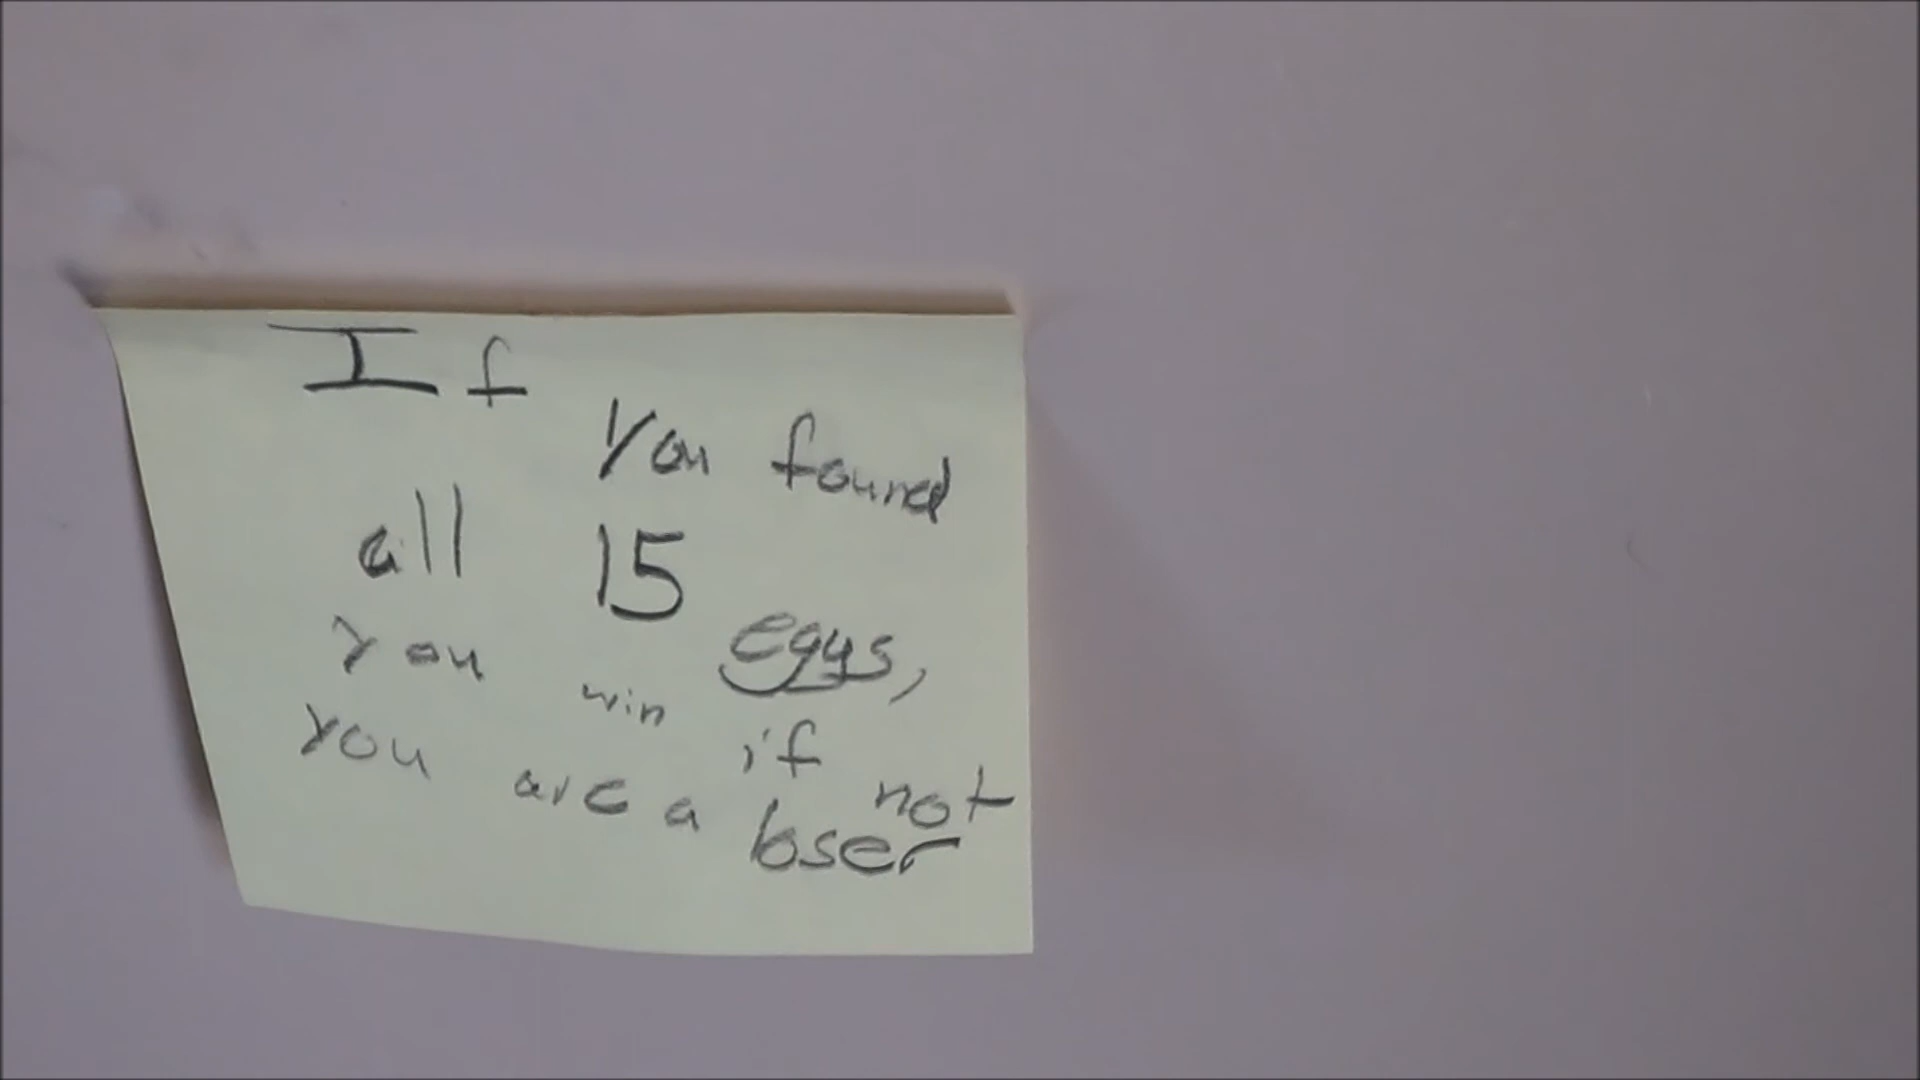 If
you found
all 15
eggs,
you win if not
you are a loser